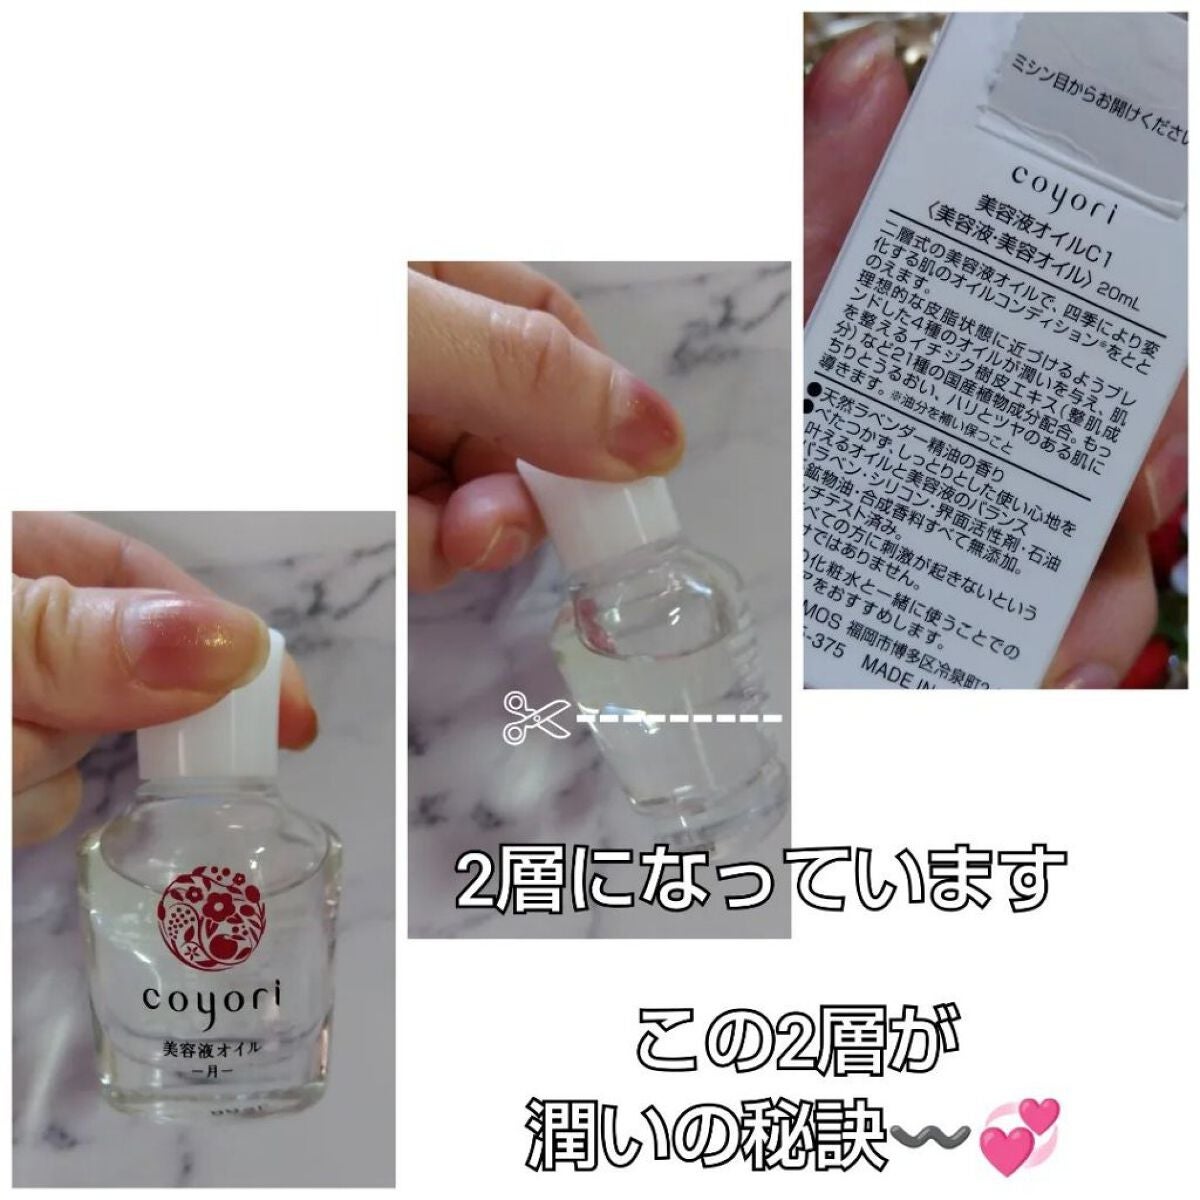 ミシン目からお開けください
coyori
美容液オイルC1
〈美容液・美容オイル〉20mL
二層式の美容液オイルで、四季により変
化する肌のオイルコンディション※をとと
のえます。
理想的な皮脂状態に近づけるようブレ
ンドした4種のオイルが潤いを与え、肌
を整えるイチジク樹皮エキス(整肌成
分)など21種の国産植物成分配合。もっ
ちりとうるおい、ハリとツヤのある肌に
導きます。※油分を補い保つこと
●天然ラベンダー精油の香り
●べたつかず、しっとりとした使い心地を
叶えるオイルと美容液のバランス
パラベン・シリコン・界面活性剤・石油
鉱物油・合成香料すべて無添加。
ッチテスト済み。
べての方に刺激が起きないという
ではありません。
の化粧水と一緒に使うことでの
をおすすめします。
MOS 福岡市博多区冷泉町2
-375 MADE IN
coyori
美容液オイル
―月―
2層になっています
この2層が
潤いの秘訣〰💞